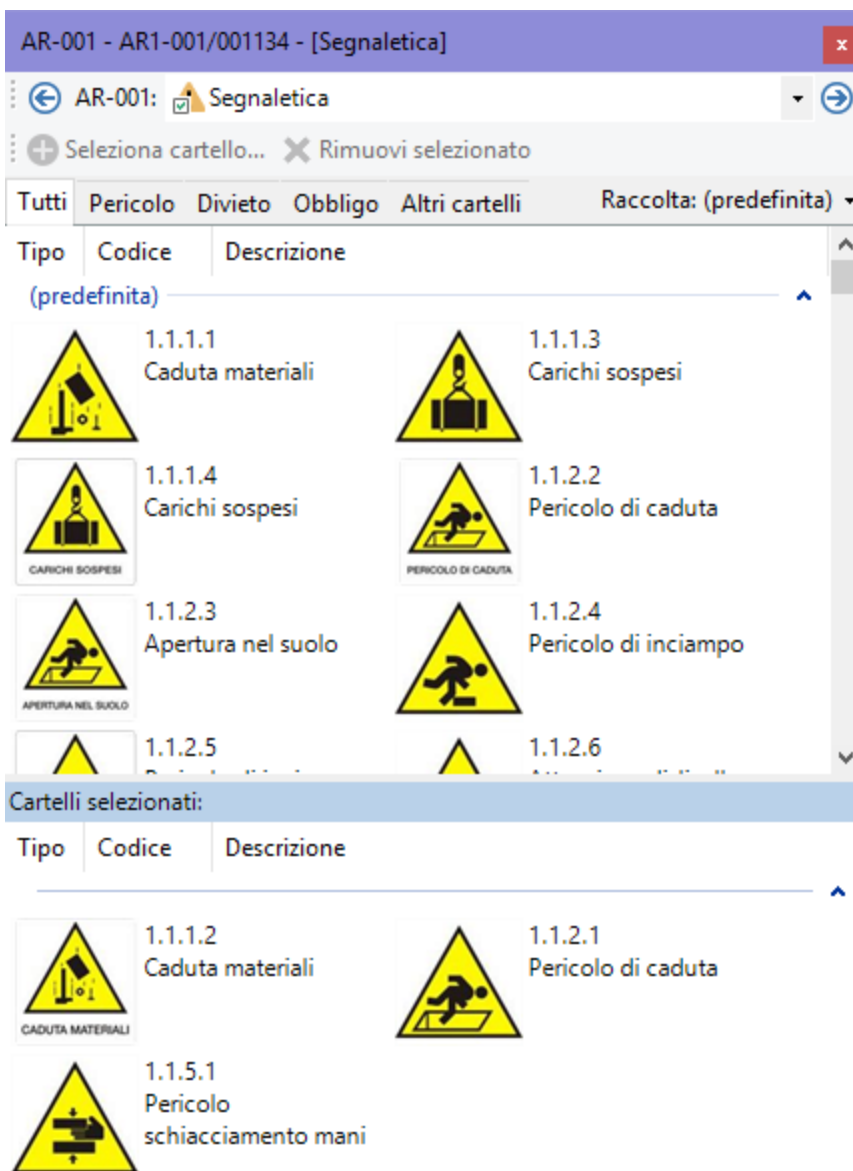 AR-001 - AR1-001/001134 - [Segnaletica]
x
AR-001: Segnaletica
Seleziona cartello... Rimuovi selezionato
Tutti Pericolo Divieto Obbligo Altri cartelli Raccolta: (predefinita)
Tipo Codice Descrizione
(predefinita)
1.1.1.1
Caduta materiali
1.1.1.3
Carichi sospesi
1.1.1.4
Carichi sospesi
CARICHI SOSPESI
1.1.2.2
Pericolo di caduta
PERICOLO DI CADUTA
1.1.2.3
Apertura nel suolo
APERTURA NEL SUOLO
1.1.2.4
Pericolo di inciampo
1.1.2.5
1.1.2.6
Cartelli selezionati:
Tipo Codice Descrizione
1.1.1.2
Caduta materiali
CADUTA MATERIALI
1.1.2.1
Pericolo di caduta
1.1.5.1
Pericolo
schiacciamento mani